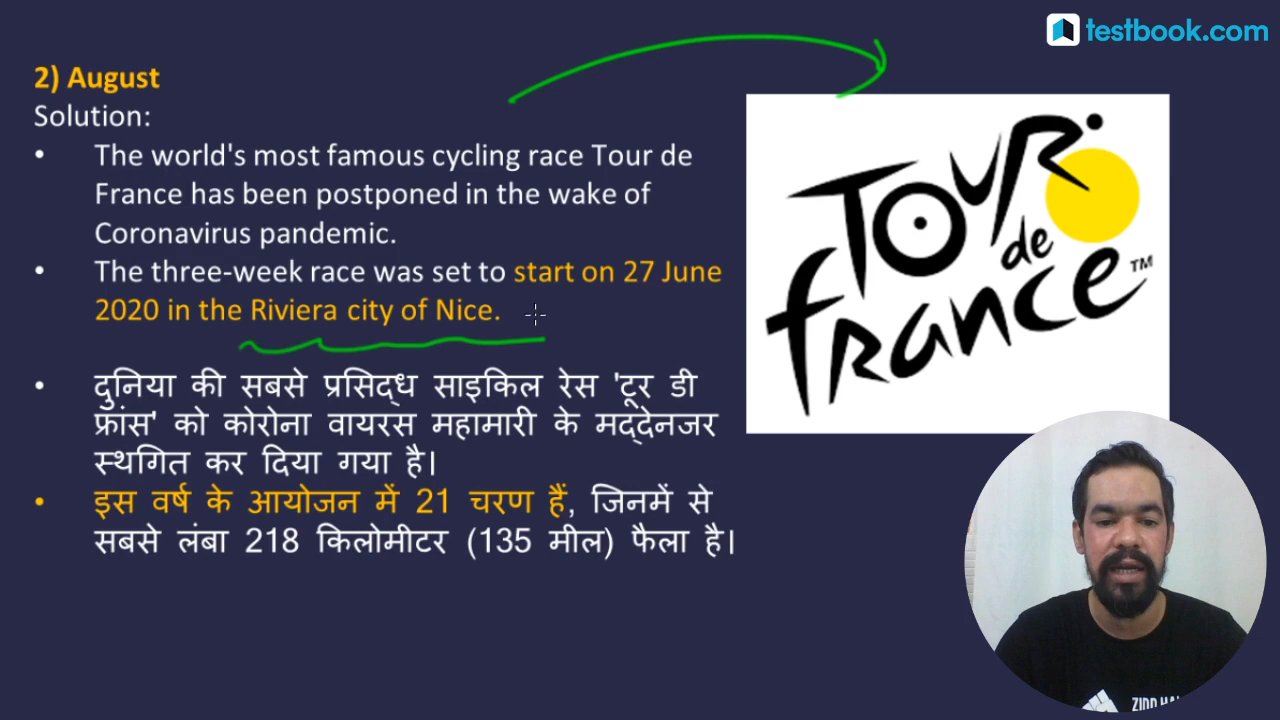 testbook.com
2) August
Solution:
• The world's most famous cycling race Tour de
France has been postponed in the wake of
Coronavirus pandemic.
• The three-week race was set to start on 27 June
2020 in the Riviera city of Nice.
• दुनिया की सबसे प्रसिद्ध साइकिल रेस 'टूर डी
फ्रांस' को कोरोना वायरस महामारी के मद्देनजर
स्थगित कर दिया गया है।
• इस वर्ष के आयोजन में 21 चरण हैं, जिनमें से
सबसे लंबा 218 किलोमीटर (135 मील) फैला है।
TOUR
de
france™